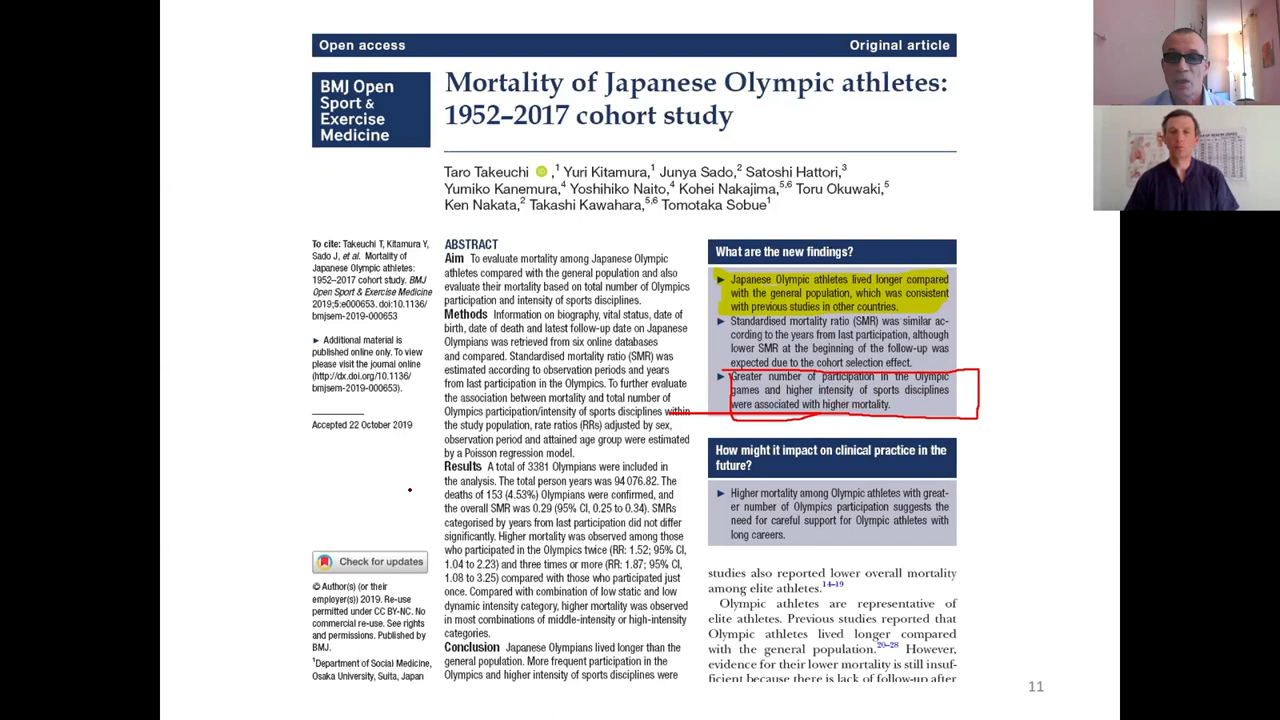 Open access
Original article
BMJ Open
Sport &
Exercise
Medicine
Mortality of Japanese Olympic athletes:
1952–2017 cohort study
Taro Takeuchi ,¹ Yuri Kitamura,¹ Junya Sado,² Satoshi Hattori,³
Yumiko Kanemura,⁴ Yoshihiko Naito,⁴ Kohei Nakajima,⁵,⁶ Toru Okuwaki,⁵
Ken Nakata,² Takashi Kawahara,⁵,⁶ Tomotaka Sobue¹
To cite: Takeuchi T, Kitamura Y,
Sado J, et al. Mortality of
Japanese Olympic athletes:
1952–2017 cohort study. BMJ
Open Sport & Exercise Medicine
2019;5:e000653. doi:10.1136/
bmjsem-2019-000653
► Additional material is
published online only. To view
please visit the journal online
(http://dx.doi.org/10.1136/
bmjsem-2019-000653).
Accepted 22 October 2019
Check for updates
© Author(s) (or their
employer(s)) 2019. Re-use
permitted under CC BY-NC. No
commercial re-use. See rights
and permissions. Published by
BMJ.
¹Department of Social Medicine,
Osaka University, Suita, Japan
ABSTRACT
Aim To evaluate mortality among Japanese Olympic
athletes compared with the general population and also
evaluate their mortality based on total number of Olympics
participation and intensity of sports disciplines.
Methods Information on biography, vital status, date of
birth, date of death and latest follow-up date on Japanese
Olympians was retrieved from six online databases
and compared. Standardised mortality ratio (SMR) was
estimated according to observation periods and years
from last participation in the Olympics. To further evaluate
the association between mortality and total number of
Olympics participation/intensity of sports disciplines within
the study population, rate ratios (RRs) adjusted by sex,
observation period and attained age group were estimated
by a Poisson regression model.
Results A total of 3381 Olympians were included in
the analysis. The total person years was 94 076.82. The
deaths of 153 (4.53%) Olympians were confirmed, and
the overall SMR was 0.29 (95% CI, 0.25 to 0.34). SMRs
categorised by years from last participation did not differ
significantly. Higher mortality was observed among those
who participated in the Olympics twice (RR: 1.52; 95% CI,
1.04 to 2.23) and three times or more (RR: 1.87; 95% CI,
1.08 to 3.25) compared with those who participated just
once. Compared with combination of low static and low
dynamic intensity category, higher mortality was observed
in most combinations of middle-intensity or high-intensity
categories.
Conclusion Japanese Olympians lived longer than the
general population. More frequent participation in the
Olympics and higher intensity of sports disciplines were
What are the new findings?
► Japanese Olympic athletes lived longer compared
with the general population, which was consistent
with previous studies in other countries.
► Standardised mortality ratio (SMR) was similar ac-
cording to the years from last participation, although
lower SMR at the beginning of the follow-up was
expected due to the cohort selection effect.
► Greater number of participation in the Olympic
games and higher intensity of sports disciplines
were associated with higher mortality.
How might it impact on clinical practice in the
future?
► Higher mortality among Olympic athletes with great-
er number of Olympics participation suggests the
need for careful support for Olympic athletes with
long careers.
studies also reported lower overall mortality
among elite athletes.¹⁴⁻¹⁹
Olympic athletes are representative of
elite athletes. Previous studies reported that
Olympic athletes lived longer compared
with the general population.²⁰⁻²⁸ However,
evidence for their lower mortality is still insuf-
ficient because there is lack of follow-up after
11